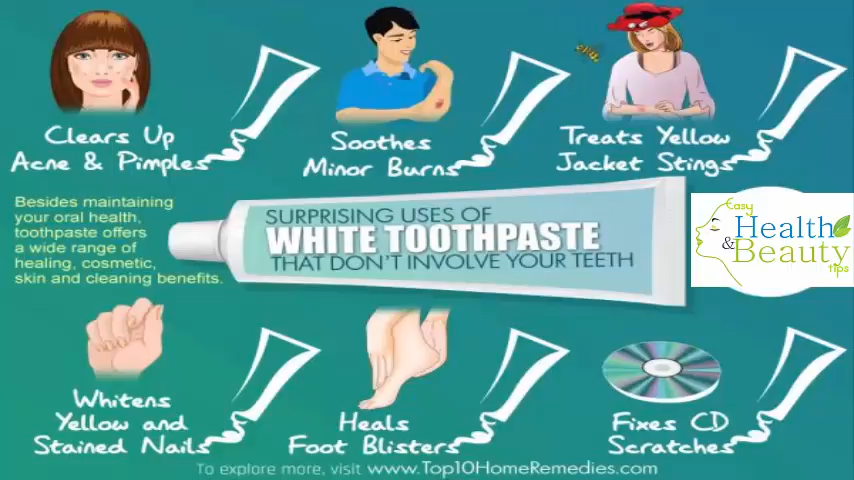 Clears Up
Acne & Pimples
Soothes
Minor Burns
Treats Yellow
Jacket Stings
Besides maintaining
your oral health,
toothpaste offers
a wide range of
healing, cosmetic,
skin and cleaning benefits.
SURPRISING USES OF
WHITE TOOTHPASTE
THAT DON'T INVOLVE YOUR TEETH
Easy
Health
&
Beauty
tips
Whitens
Yellow and
Stained Nails
Heals
Foot Blisters
Fixes CD
Scratches
To explore more, visit www.Top10HomeRemedies.com